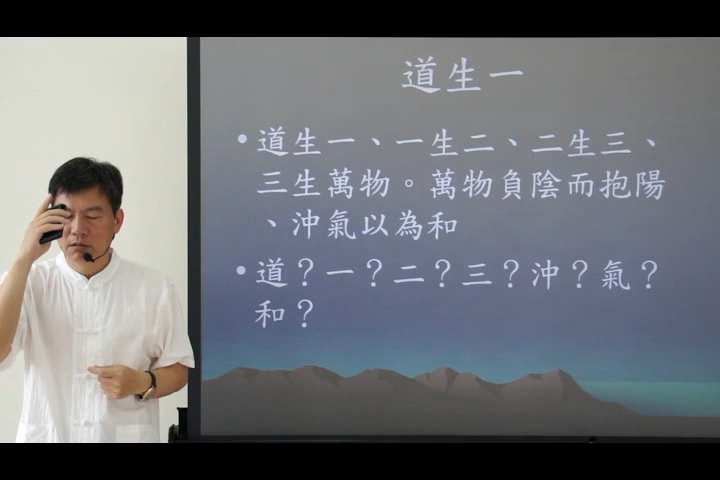 道生一
•道生一、一生二、二生三、
三生萬物。萬物負陰而抱陽
、沖氣以為和
•道？一？二？三？沖？氣？
和？